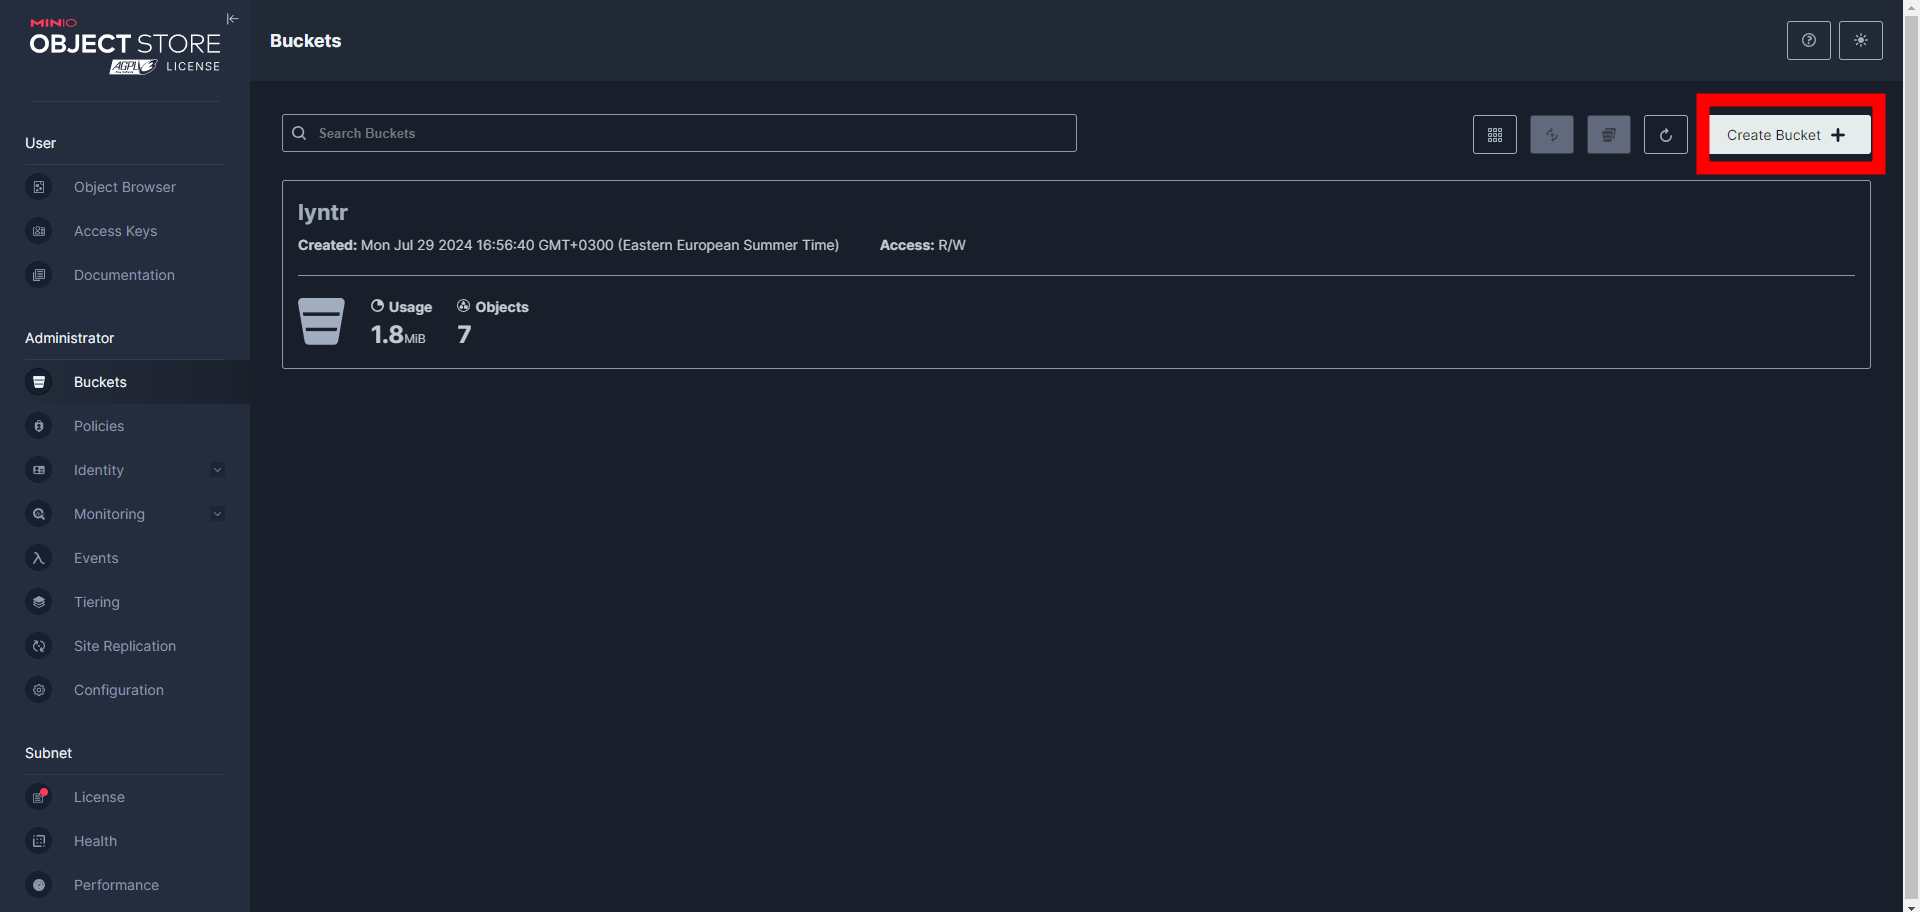 MINIO
OBJECT STORE
AGPLV3 LICENSE
Buckets
User
Object Browser
Access Keys
Documentation
Administrator
Buckets
Policies
Identity
Monitoring
Events
Tiering
Site Replication
Configuration
Subnet
License
Health
Performance
Search Buckets
Create Bucket
lyntr
Created: Mon Jul 29 2024 16:56:40 GMT+0300 (Eastern European Summer Time) Access: R/W
Usage Objects
1.8MiB 7